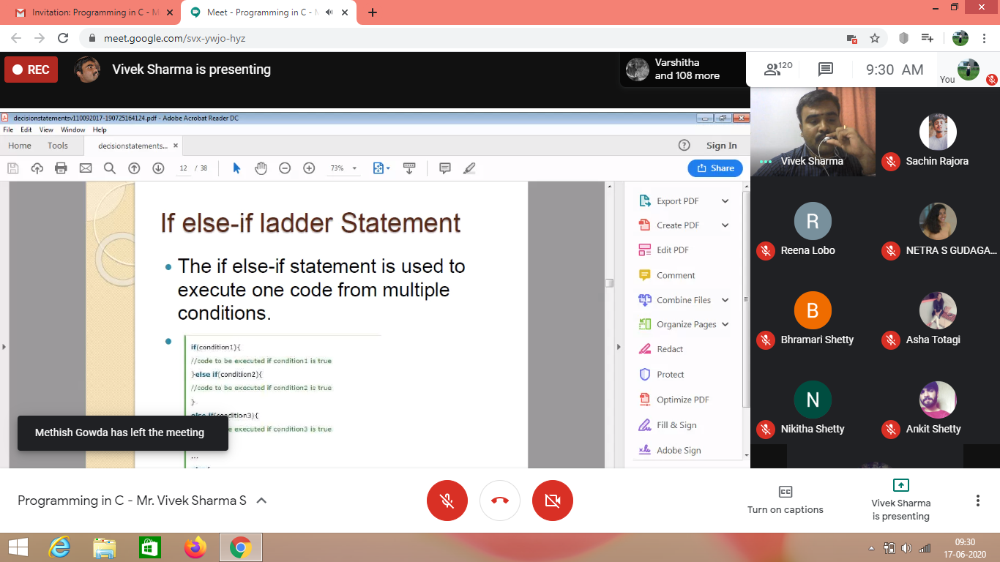 Invitation: Programming in C - M
Meet - Programming in C - M
meet.google.com/svx-ywjo-hyz
REC
Vivek Sharma is presenting
Varshitha
and 108 more
120
9:30 AM
You
decisionstatementsv110092017-190725164124.pdf - Adobe Acrobat Reader DC
File Edit View Window Help
Home Tools decisionstatements... Sign In
12 / 38 73% Share
If else-if ladder Statement
The if else-if statement is used to
execute one code from multiple
conditions.
if(condition1){
//code to be executed if condition1 is true
}else if(condition2){
//code to be executed if condition2 is true
}
else if(condition3){
executed if condition3 is true
...
Methish Gowda has left the meeting
Export PDF
Create PDF
Edit PDF
Comment
Combine Files
Organize Pages
Redact
Protect
Optimize PDF
Fill & Sign
Adobe Sign
Vivek Sharma
Sachin Rajora
R
Reena Lobo
NETRA S GUDAGA...
B
Bhramari Shetty
Asha Totagi
N
Nikitha Shetty
Ankit Shetty
Programming in C - Mr. Vivek Sharma S
Turn on captions
Vivek Sharma
is presenting
09:30
17-06-2020